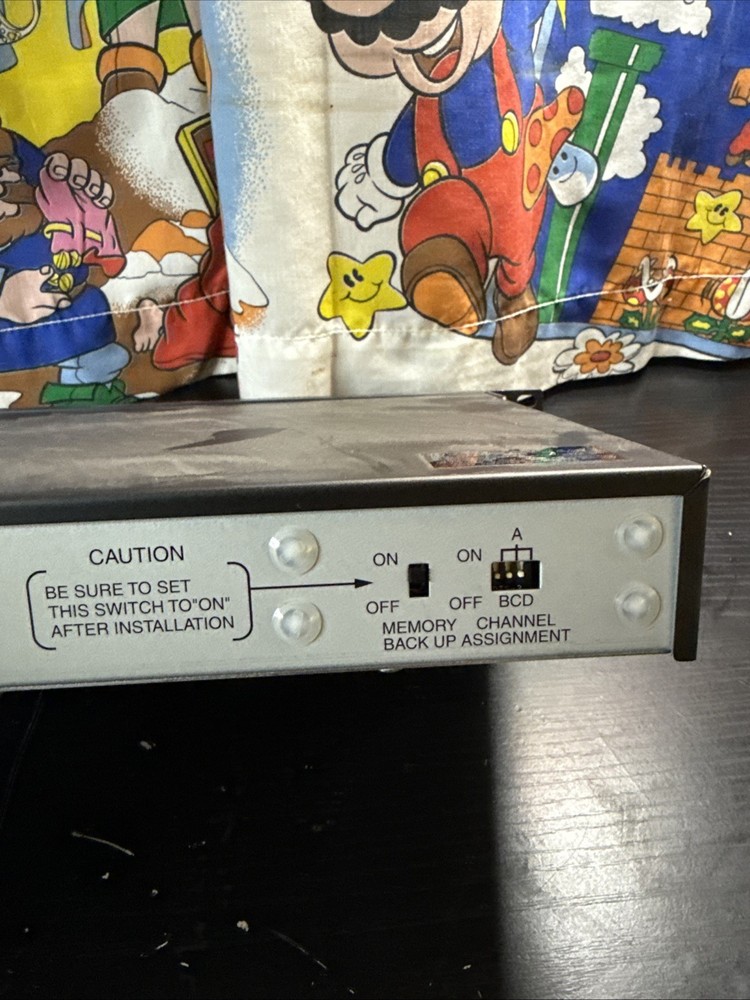 CAUTION
BE SURE TO SET
THIS SWITCH TO"ON"
AFTER INSTALLATION
ON
OFF
MEMORY
BACK UP
A
ON
OFF
BCD
CHANNEL
ASSIGNMENT